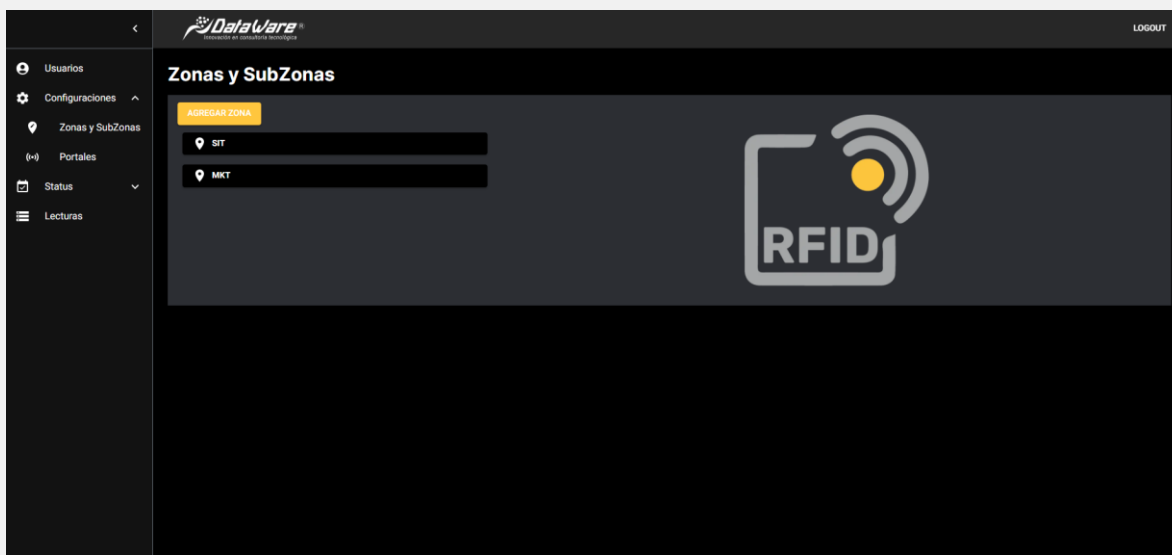 DataWare®
Innovación en consultoría tecnológica
LOGOUT
Usuarios
Configuraciones
Zonas y SubZonas
Portales
Status
Lecturas
Zonas y SubZonas
AGREGAR ZONA
SIT
MKT
RFID